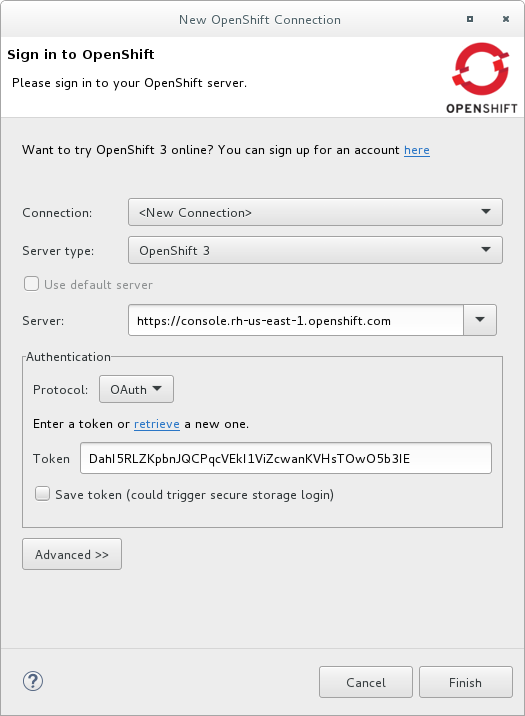 New OpenShift Connection
Sign in to OpenShift
Please sign in to your OpenShift server.
OPENSHIFT
Want to try OpenShift 3 online? You can sign up for an account here
Connection: <New Connection>
Server type: OpenShift 3
Use default server
Server: https://console.rh-us-east-1.openshift.com
Authentication
Protocol: OAuth
Enter a token or retrieve a new one.
Token DahI5RLZKpbnJQCPqcVEkI1ViZcwanKVHsTOwO5b3IE
Save token (could trigger secure storage login)
Advanced >>
? Cancel Finish